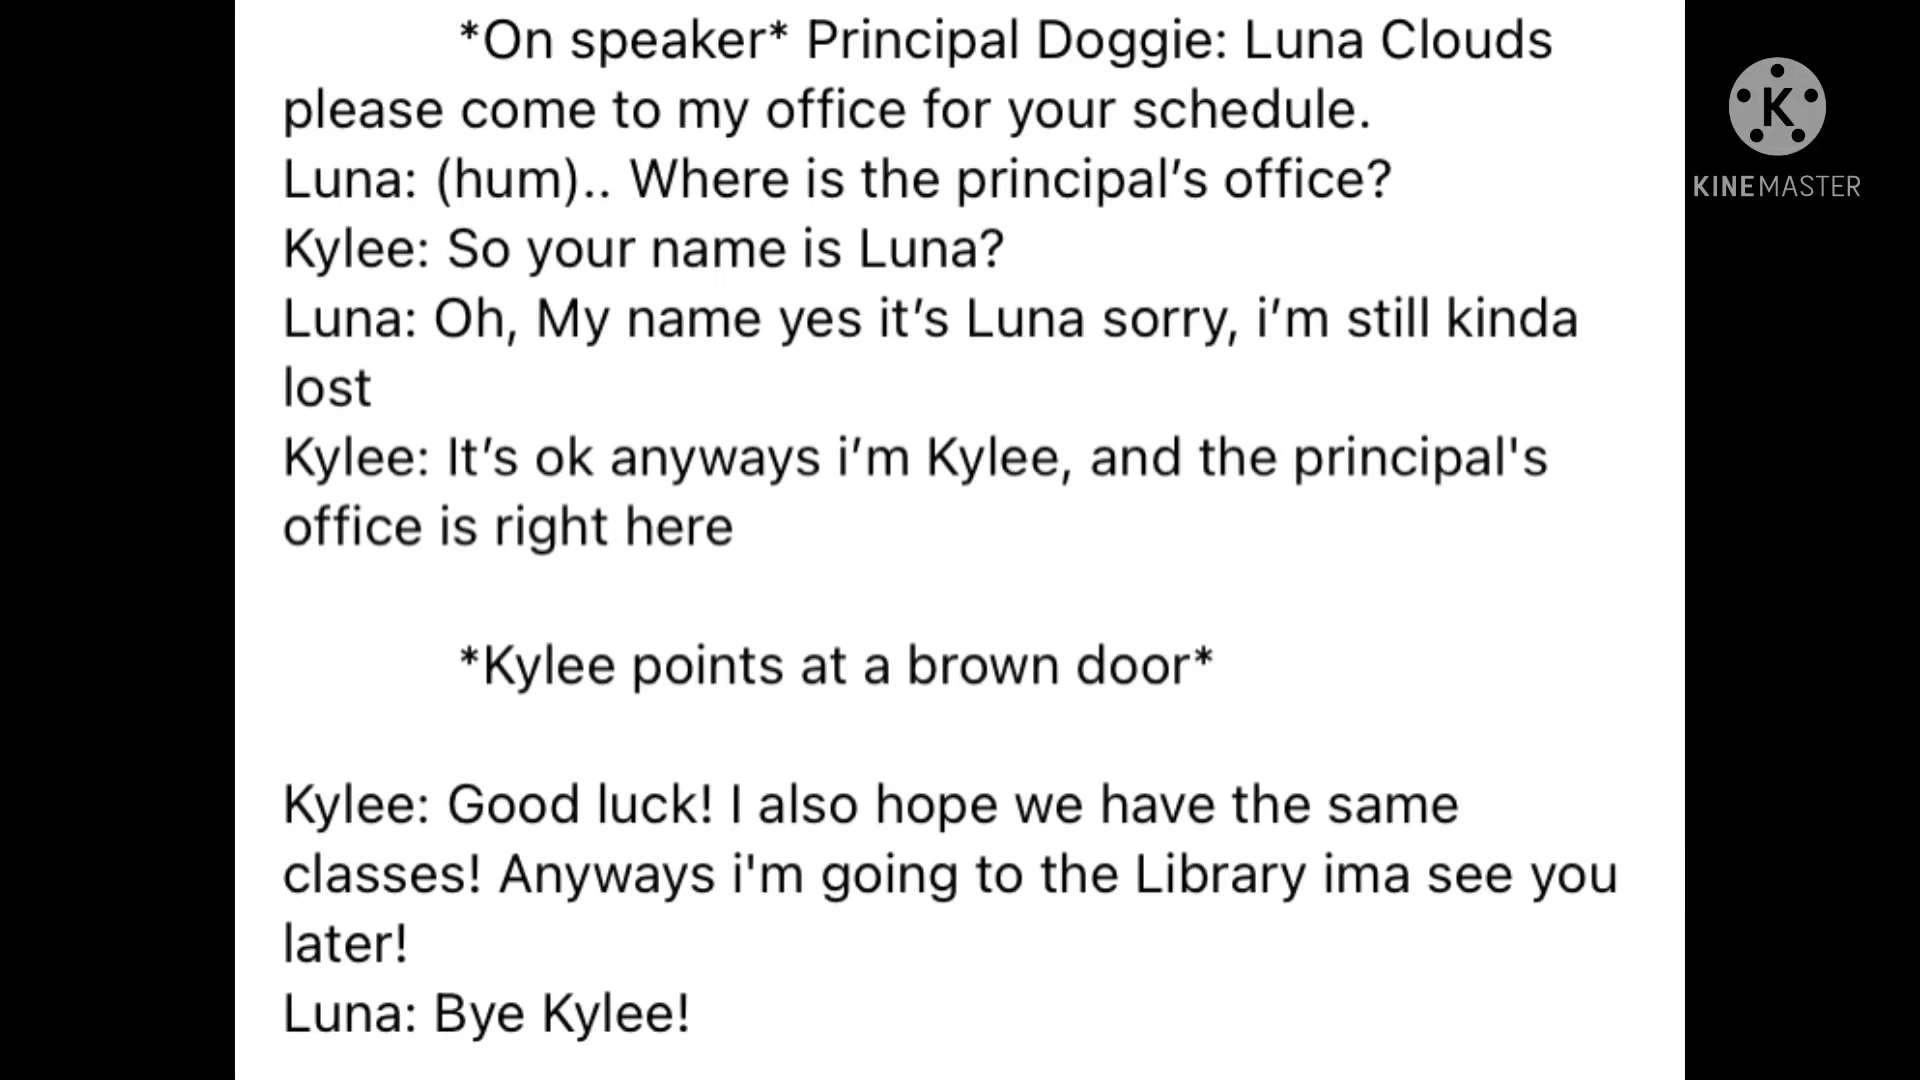 *On speaker* Principal Doggie: Luna Clouds
please come to my office for your schedule.
Luna: (hum).. Where is the principal’s office?
Kylee: So your name is Luna?
Luna: Oh, My name yes it’s Luna sorry, i’m still kinda
lost
Kylee: It’s ok anyways i’m Kylee, and the principal's
office is right here
*Kylee points at a brown door*
Kylee: Good luck! I also hope we have the same
classes! Anyways i'm going to the Library ima see you
later!
Luna: Bye Kylee!
K
KINEMASTER